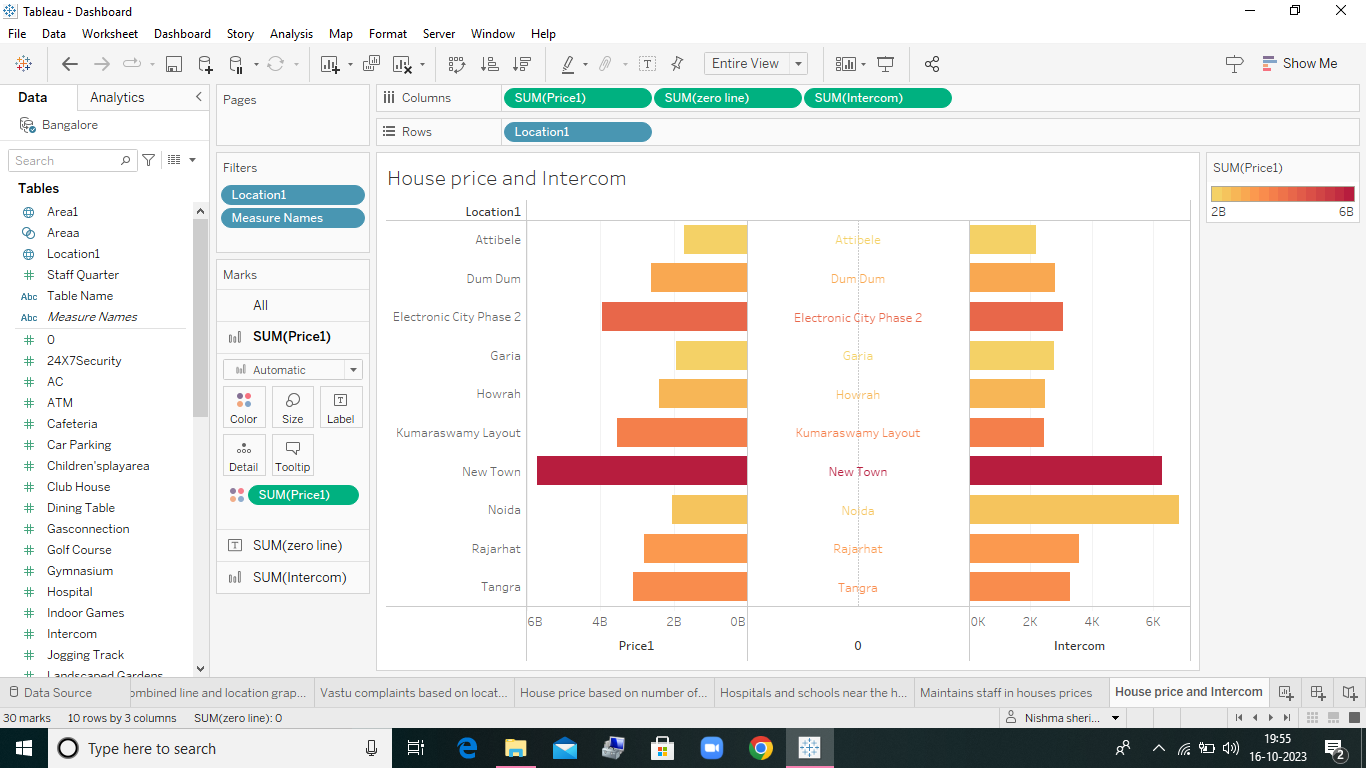 Tableau - Dashboard
File Data Worksheet Dashboard Story Analysis Map Format Server Window Help
Entire View
Show Me
Data Analytics
Bangalore
Search
Tables
Area1
Areaa
Location1
Staff Quarter
Abc Table Name
Abc Measure Names
0
24X7Security
AC
ATM
Cafeteria
Car Parking
Children'splayarea
Club House
Dining Table
Gasconnection
Golf Course
Gymnasium
Hospital
Indoor Games
Intercom
Jogging Track
Landscaped Gardens
Pages
Filters
Location1
Measure Names
Marks
All
SUM(Price1)
Automatic
Color Size Label
Detail Tooltip
SUM(Price1)
SUM(zero line)
SUM(Intercom)
Columns SUM(Price1) SUM(zero line) SUM(Intercom)
Rows Location1
House price and Intercom
Location1
Attibele Attibele
Dum Dum Dum Dum
Electronic City Phase 2 Electronic City Phase 2
Garia Garia
Howrah Howrah
Kumaraswamy Layout Kumaraswamy Layout
New Town New Town
Noida Noida
Rajarhat Rajarhat
Tangra Tangra
6B 4B 2B 0B 0K 2K 4K 6K
Price1 0 Intercom
SUM(Price1)
2B 6B
Data Source ombined line and location grap... Vastu complaints based on locat... House price based on number of... Hospitals and schools near the h... Maintains staff in houses prices House price and Intercom
30 marks 10 rows by 3 columns SUM(zero line): 0 Nishma sheri...
Type here to search
19:55
16-10-2023
2